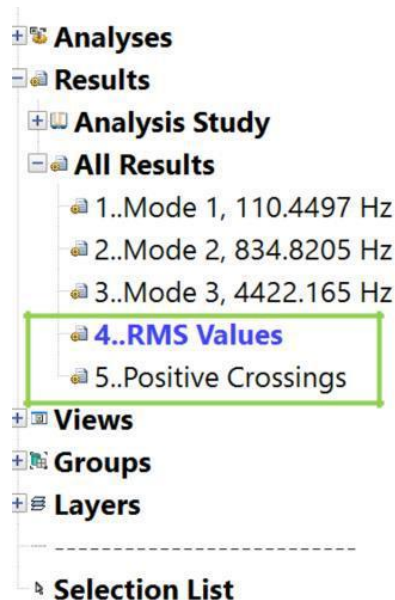 Analyses
Results
Analysis Study
All Results
1..Mode 1, 110.4497 Hz
2..Mode 2, 834.8205 Hz
3..Mode 3, 4422.165 Hz
4..RMS Values
5..Positive Crossings
Views
Groups
Layers
Selection List